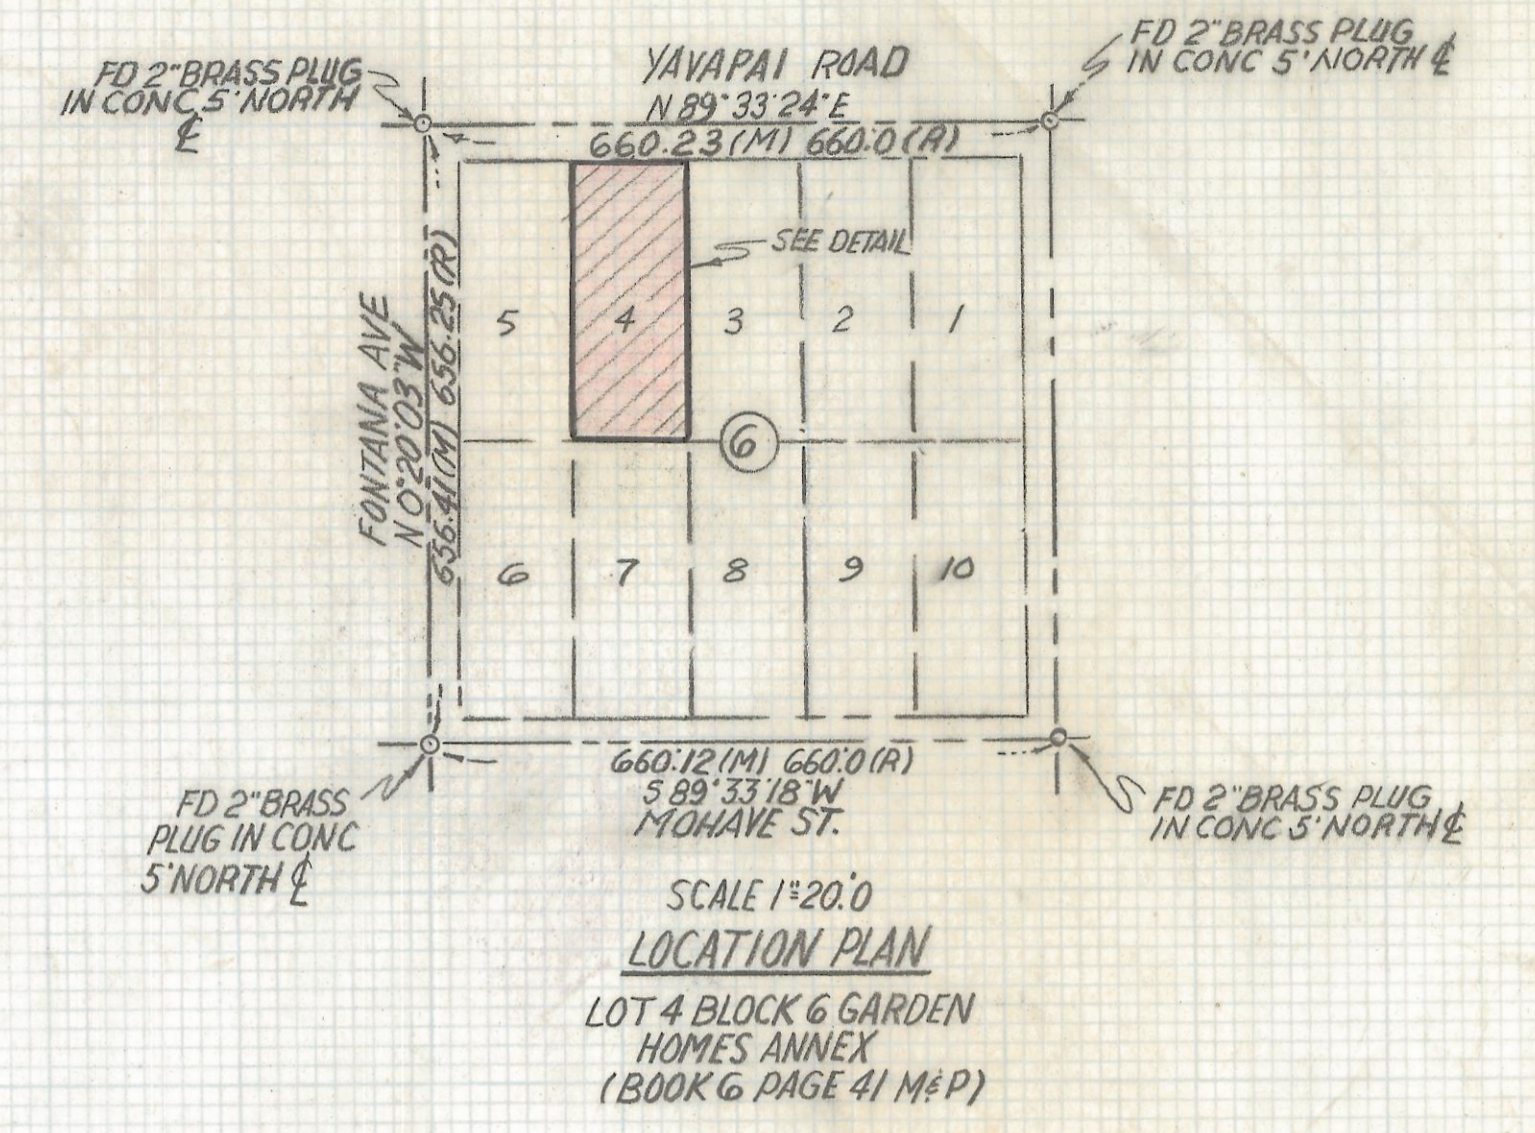 FD 2" BRASS PLUG
IN CONC 5' NORTH
℄
YAVAPAI ROAD
N 89° 33' 24" E
660.23 (M) 660.0 (R)
FD 2" BRASS PLUG
IN CONC 5' NORTH ℄
SEE DETAIL
5
4
3
2
1
FONTANA AVE
N 0° 20' 03" W
656.41 (M) 656.25 (R)
6
6
7
8
9
10
660.12 (M) 660.0 (R)
S 89° 33' 18" W
MOHAVE ST.
FD 2" BRASS
PLUG IN CONC
5' NORTH ℄
FD 2" BRASS PLUG
IN CONC 5' NORTH ℄
SCALE 1"=20.'0
LOCATION PLAN
LOT 4 BLOCK 6 GARDEN
HOMES ANNEX
(BOOK 6 PAGE 41 M&P)